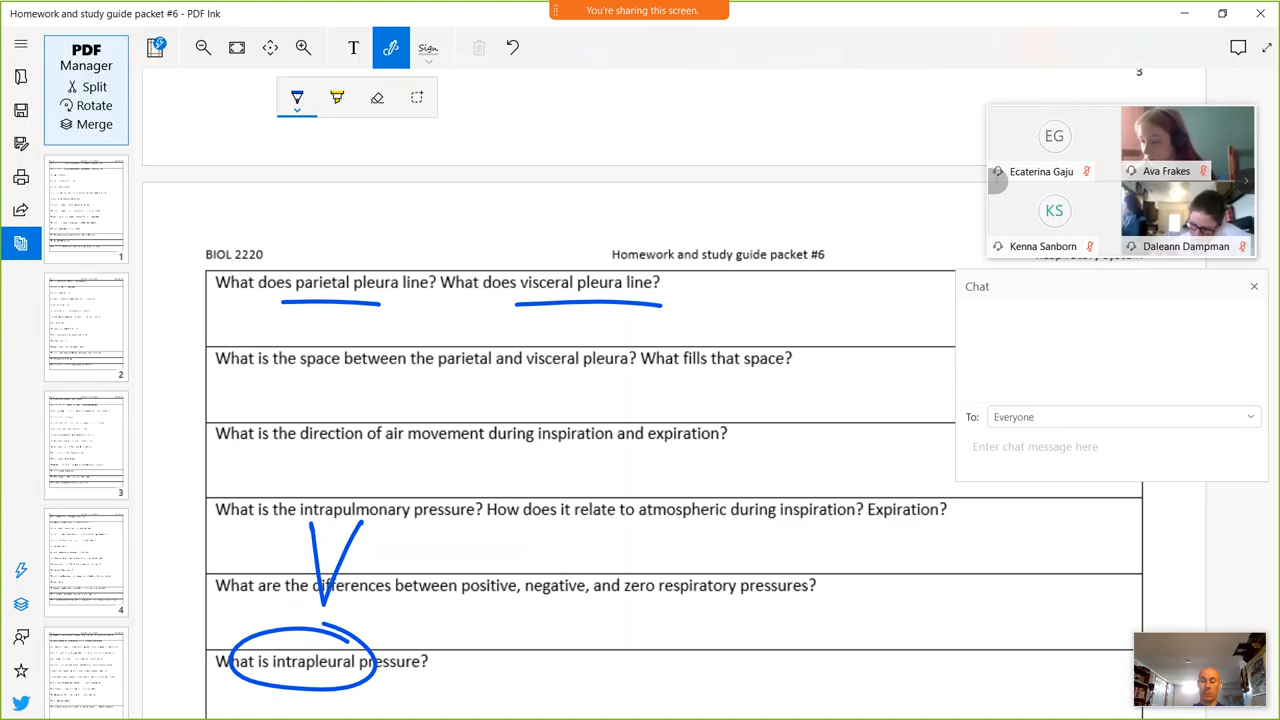 Homework and study guide packet #6 - PDF Ink
You're sharing this screen.
PDF
Manager
Split
Rotate
Merge
T
Sign
3
EG
Ecaterina Gaju
Ava Frakes
KS
Kenna Sanborn
Daleann Dampman
1
2
3
4
BIOL 2220
Homework and study guide packet #6
What does parietal pleura line? What does visceral pleura line?
What is the space between the parietal and visceral pleura? What fills that space?
What is the direction of air movement during inspiration and expiration?
What is the intrapulmonary pressure? How does it relate to atmospheric during inspiration? Expiration?
What are the differences between positive, negative, and zero respiratory pressures?
What is intrapleural pressure?
Chat
To:
Everyone
Enter chat message here